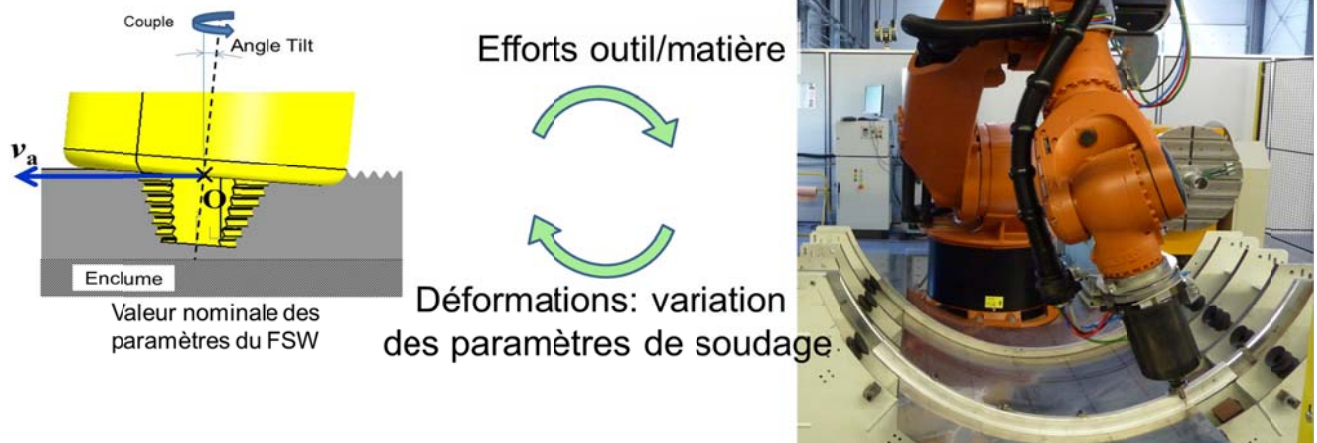 Couple
Angle Tilt
va
O
Enclume
Valeur nominale des
paramètres du FSW
Efforts outil/matière
Déformations: variation
des paramètres de soudage